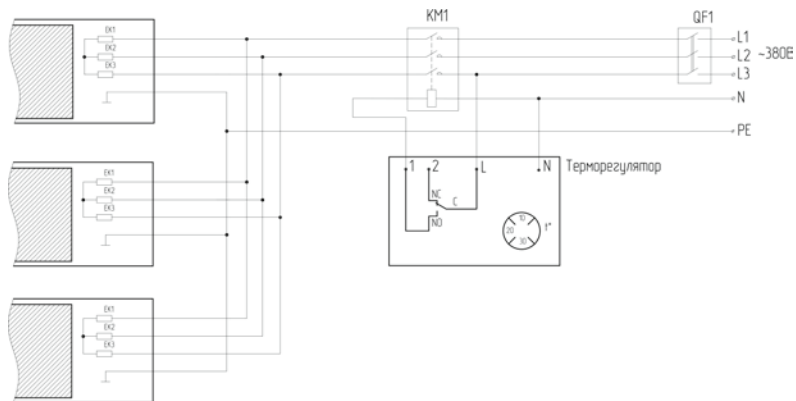 KM1
QF1
EK1
EK2
EK3
L1
L2 ~380В
L3
N
PE
1 2 L N Терморегулятор
NC
C
NO
10
20
30
t°
EK1
EK2
EK3
EK1
EK2
EK3